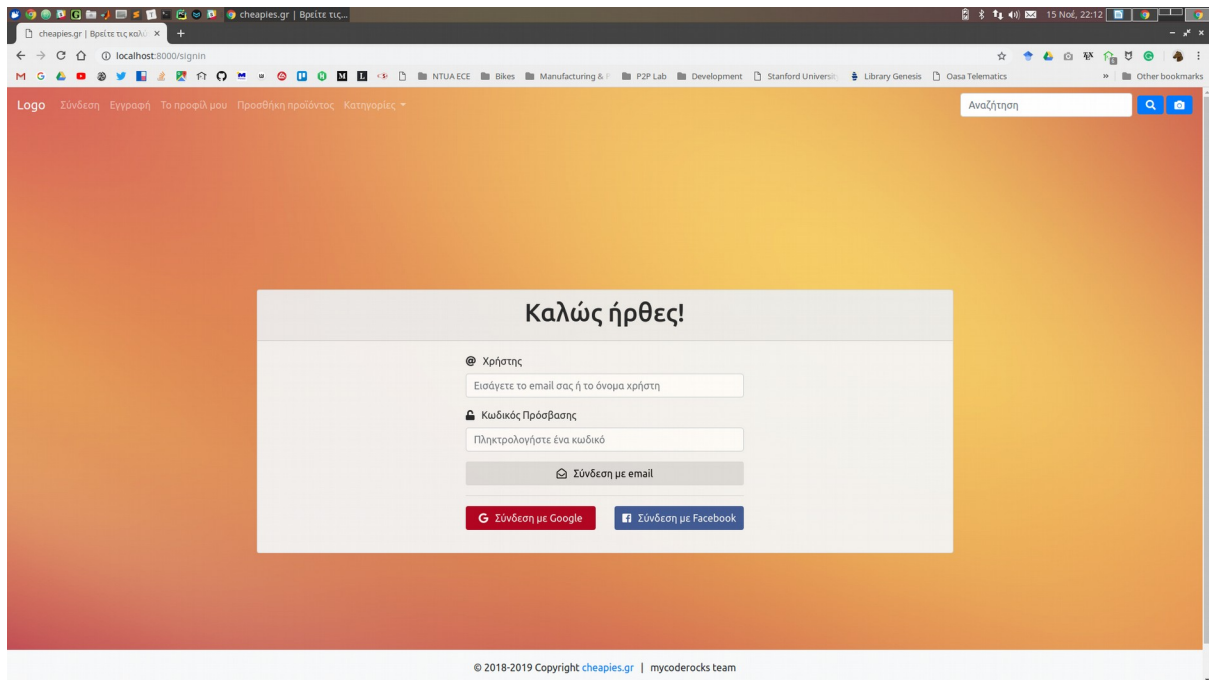 cheapies.gr | Βρείτε τις...
15 Νοέ, 22:12
cheapies.gr | Βρείτε τις καλύ
localhost:8000/signin
NTUA ECE
Bikes
Manufacturing &
P2P Lab
Development
Stanford Universit
Library Genesis
Oasa Telematics
Other bookmarks
Logo Σύνδεση Εγγραφή Το προφίλ μου Προσθήκη προϊόντος Κατηγορίες
Αναζήτηση
Καλώς ήρθες!
Χρήστης
Εισάγετε το email σας ή το όνομα χρήστη
Κωδικός Πρόσβασης
Πληκτρολογήστε ένα κωδικό
Σύνδεση με email
Σύνδεση με Google
Σύνδεση με Facebook
© 2018-2019 Copyright cheapies.gr | mycoderocks team